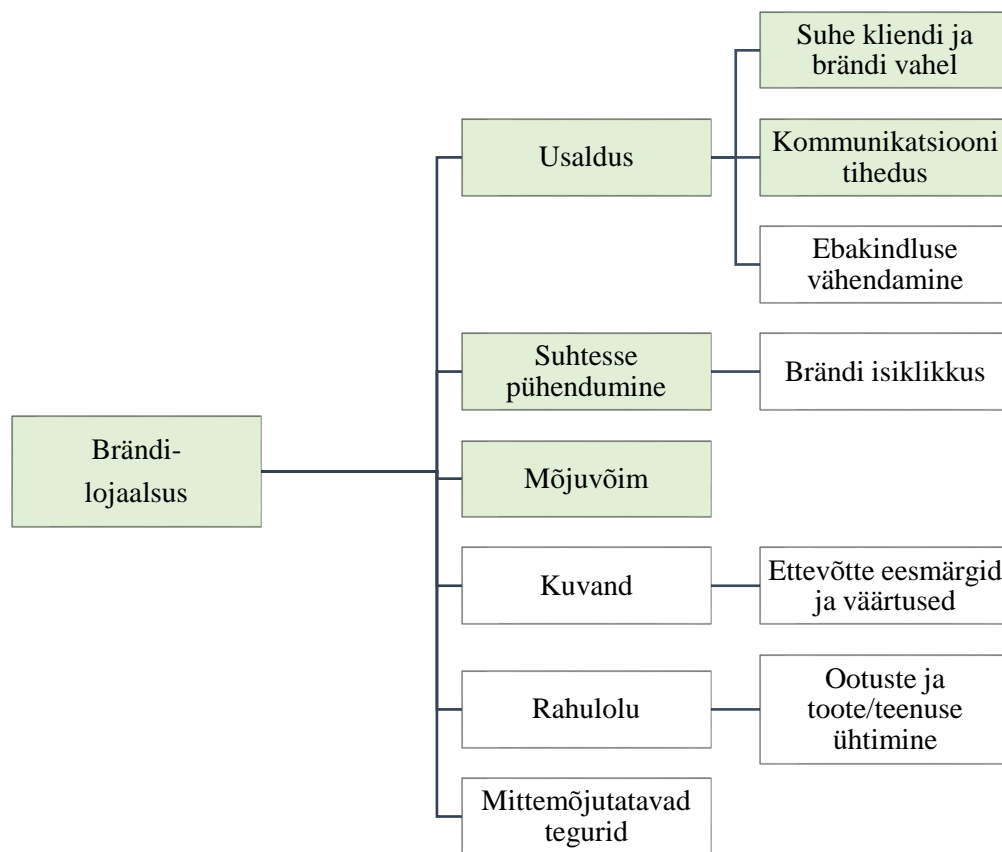 Suhe kliendi ja
brändi vahel
Usaldus
Kommunikatsiooni
tihedus
Ebakindluse
vähendamine
Suhtesse
pühendumine
Brändi isiklikkus
Brändi-
lojaalsus
Mõjuvõim
Kuvand
Ettevõtte eesmärgid
ja väärtused
Rahulolu
Ootuste ja
toote/teenuse
ühtimine
Mittemõjutatavad
tegurid